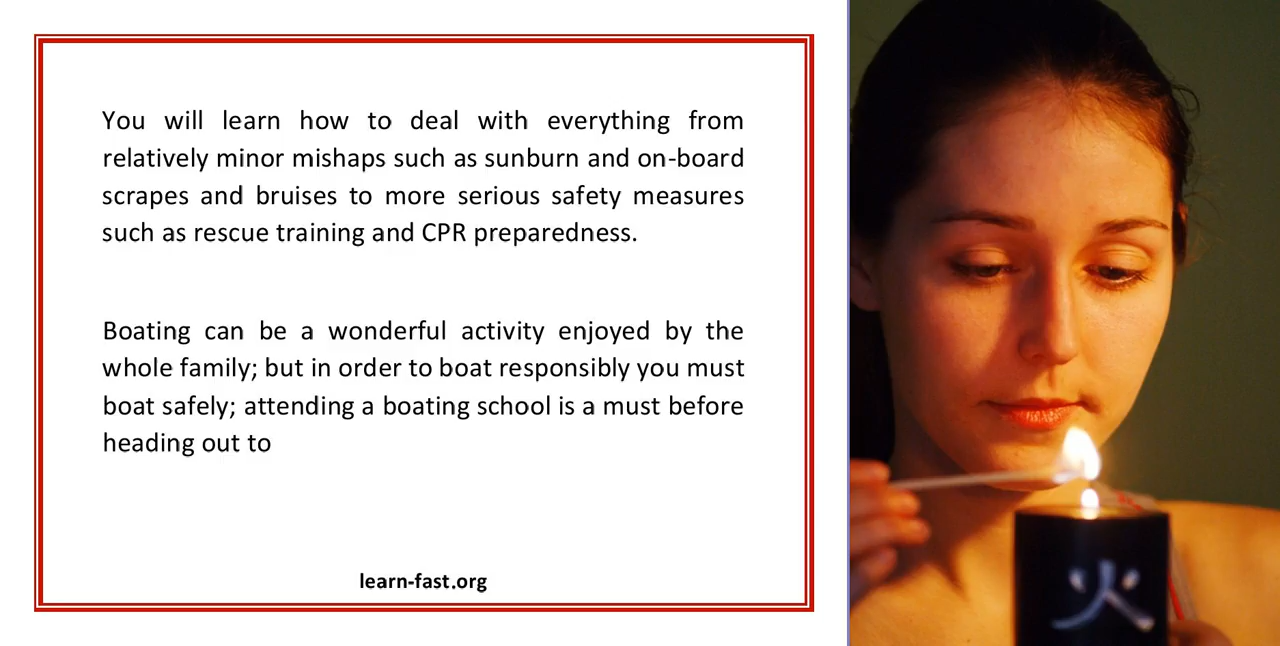 You will learn how to deal with everything from
relatively minor mishaps such as sunburn and on-board
scrapes and bruises to more serious safety measures
such as rescue training and CPR preparedness.
Boating can be a wonderful activity enjoyed by the
whole family; but in order to boat responsibly you must
boat safely; attending a boating school is a must before
heading out to
learn-fast.org
火